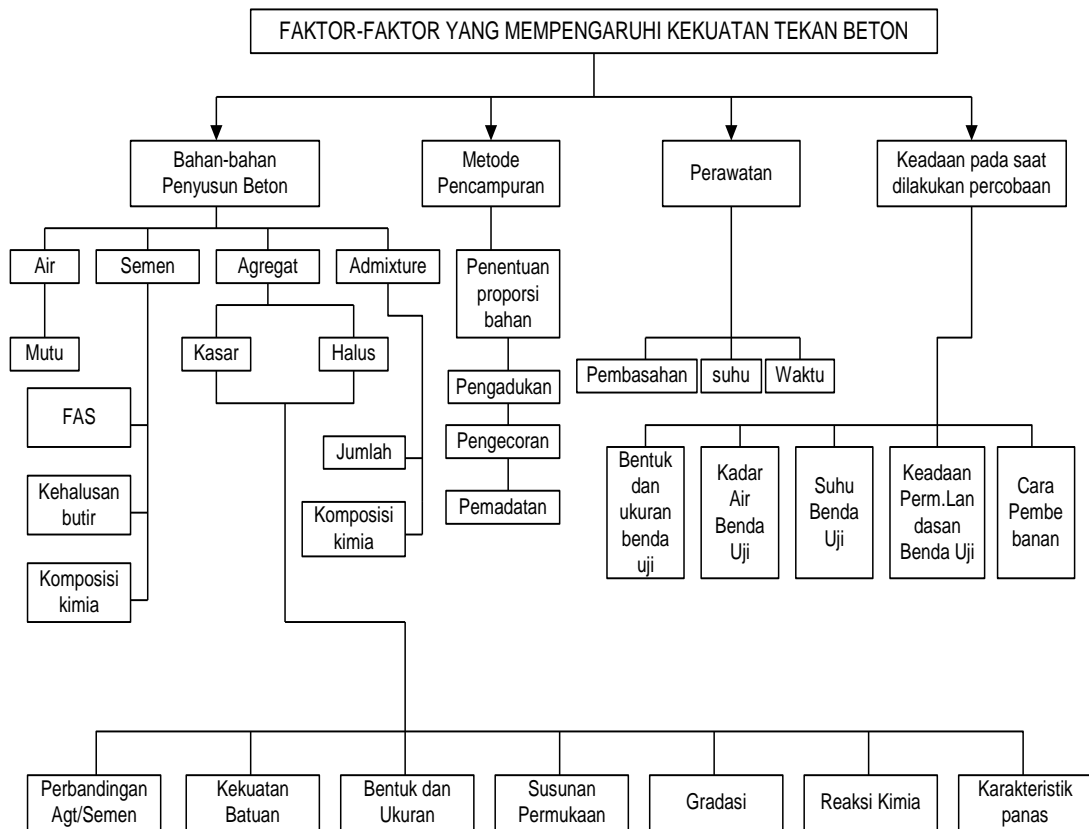 FAKTOR-FAKTOR YANG MEMPENGARUHI KEKUATAN TEKAN BETON
Bahan-bahan
Penyusun Beton
Metode
Pencampuran
Perawatan
Keadaan pada saat
dilakukan percobaan
Air
Semen
Agregat
Admixture
Penentuan
proporsi
bahan
Mutu
Kasar
Halus
Pembasahan
suhu
Waktu
Pengadukan
FAS
Jumlah
Pengecoran
Kehalusan
butir
Komposisi
kimia
Pemadatan
Bentuk
dan
ukuran
benda
uji
Kadar
Air
Benda
Uji
Suhu
Benda
Uji
Keadaan
Perm.Lan
dasan
Benda Uji
Cara
Pembe
banan
Komposisi
kimia
Perbandingan
Agt/Semen
Kekuatan
Batuan
Bentuk dan
Ukuran
Susunan
Permukaan
Gradasi
Reaksi Kimia
Karakteristik
panas